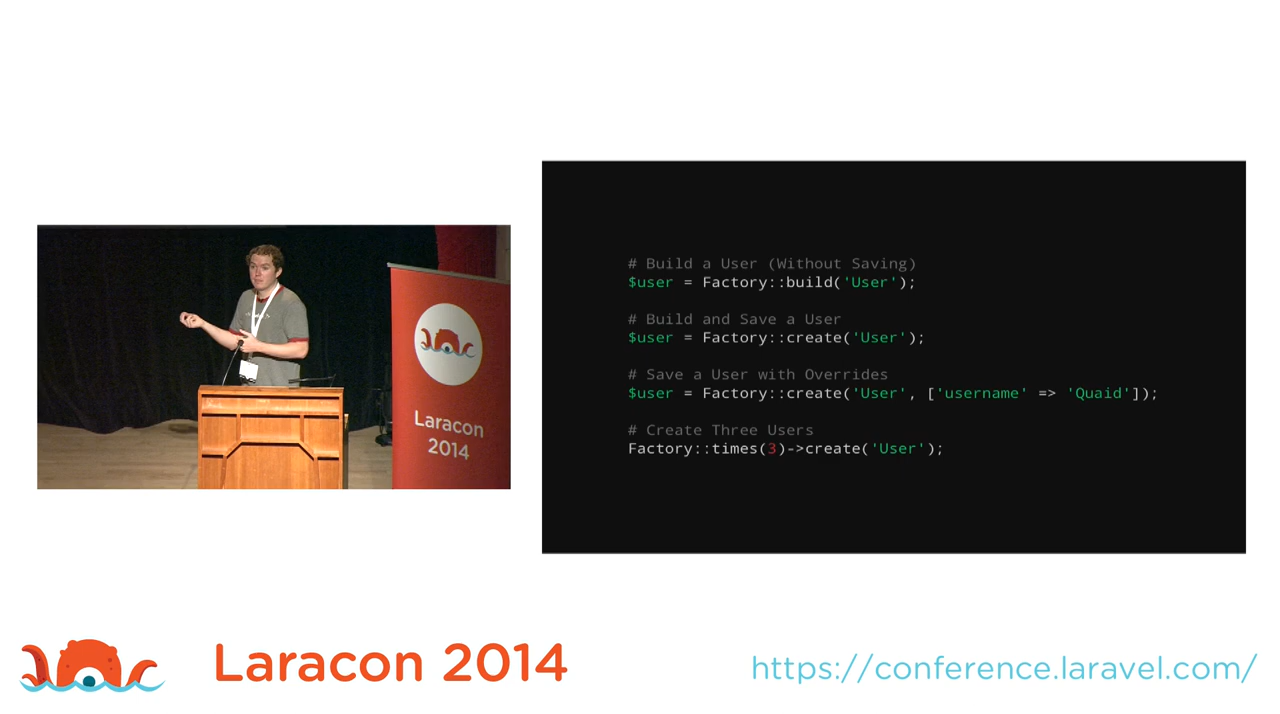 Laracon
2014
# Build a User (Without Saving)
$user = Factory::build('User');
# Build and Save a User
$user = Factory::create('User');
# Save a User with Overrides
$user = Factory::create('User', ['username' => 'Quaid']);
# Create Three Users
Factory::times(3)->create('User');
Laracon 2014
https://conference.laravel.com/